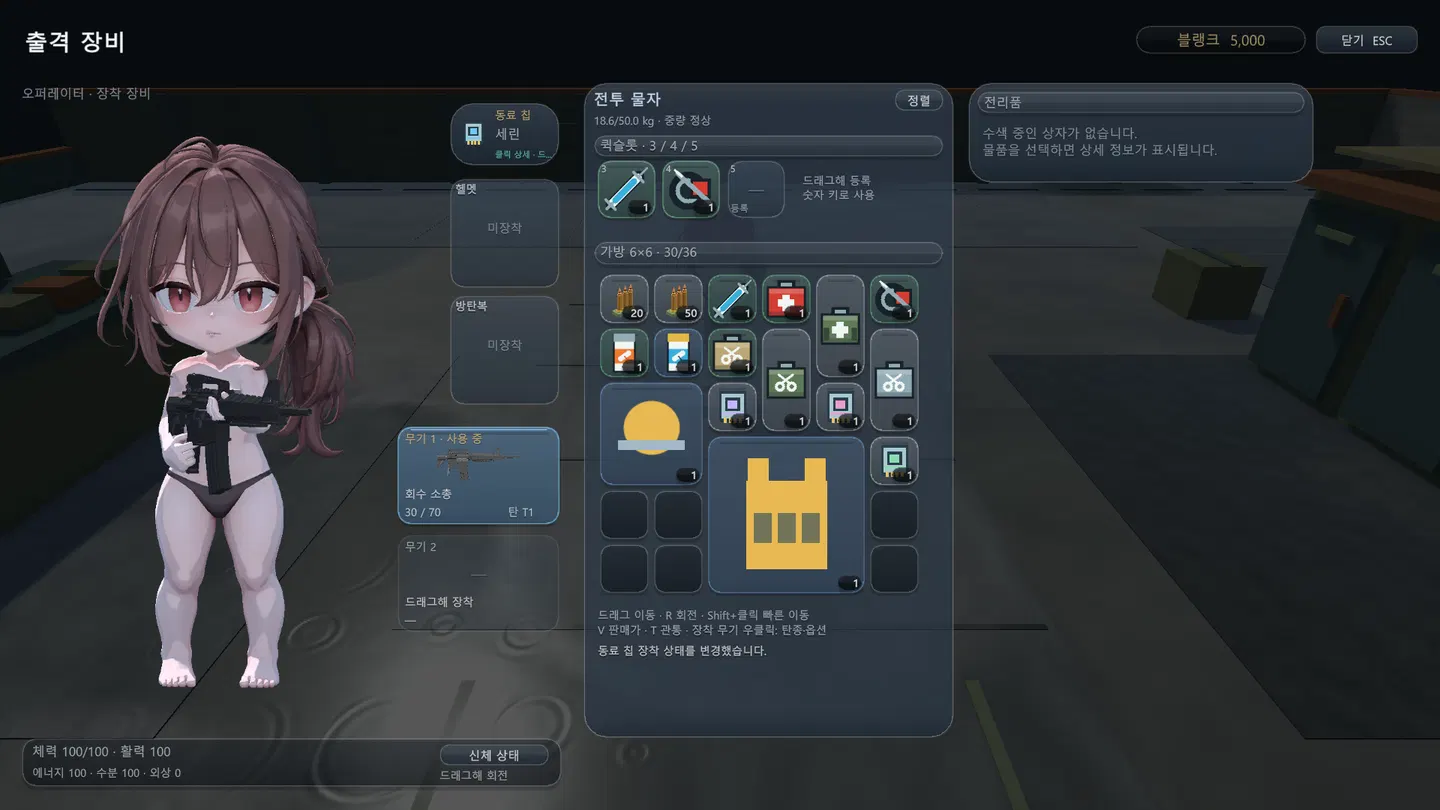 출격 장비
블랭크 5,000
닫기 ESC
오퍼레이터 · 장착 장비
동료 칩
세린
클릭 상세 · 드...
헬멧
미장착
방탄복
미장착
무기 1 · 사용 중
회수 소총
30 / 70
탄 T1
무기 2
—
드래그해 장착
—
전투 물자
정렬
18.6/50.0 kg · 중량 정상
퀵슬롯 · 3 / 4 / 5
3
1
4
1
5
—
등록
드래그해 등록
숫자 키로 사용
가방 6×6 · 30/36
20
50
1
1
1
1
1
1
1
1
1
1
1
1
1
1
드래그 이동 · R 회전 · Shift+클릭 빠른 이동
V 판매가 · T 관통 · 장착 무기 우클릭: 탄종·옵션
동료 칩 장착 상태를 변경했습니다.
전리품
수색 중인 상자가 없습니다.
물품을 선택하면 상세 정보가 표시됩니다.
체력 100/100 · 활력 100
에너지 100 · 수분 100 · 외상 0
신체 상태
드래그해 회전